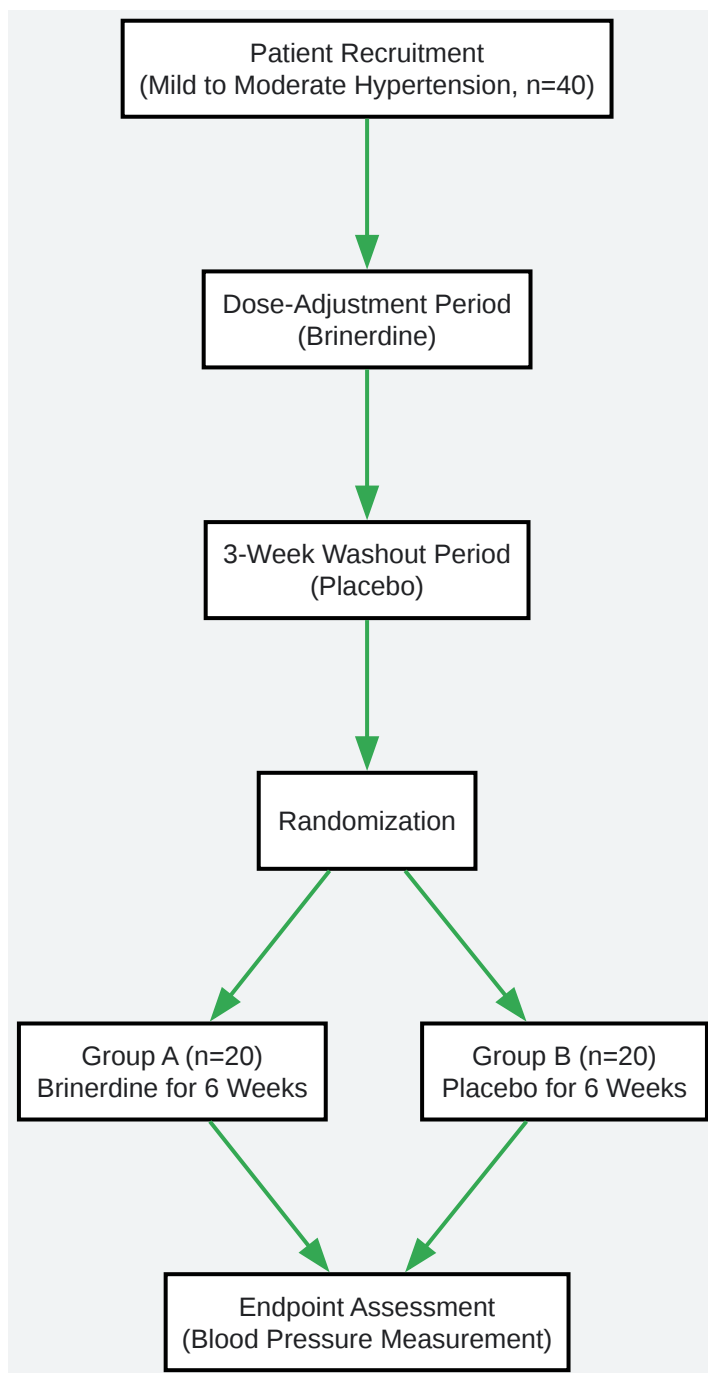 Patient Recruitment
(Mild to Moderate Hypertension, n=40)
Dose-Adjustment Period
(Brinerdine)
3-Week Washout Period
(Placebo)
Randomization
Group A (n=20)
Brinerdine for 6 Weeks
Group B (n=20)
Placebo for 6 Weeks
Endpoint Assessment
(Blood Pressure Measurement)